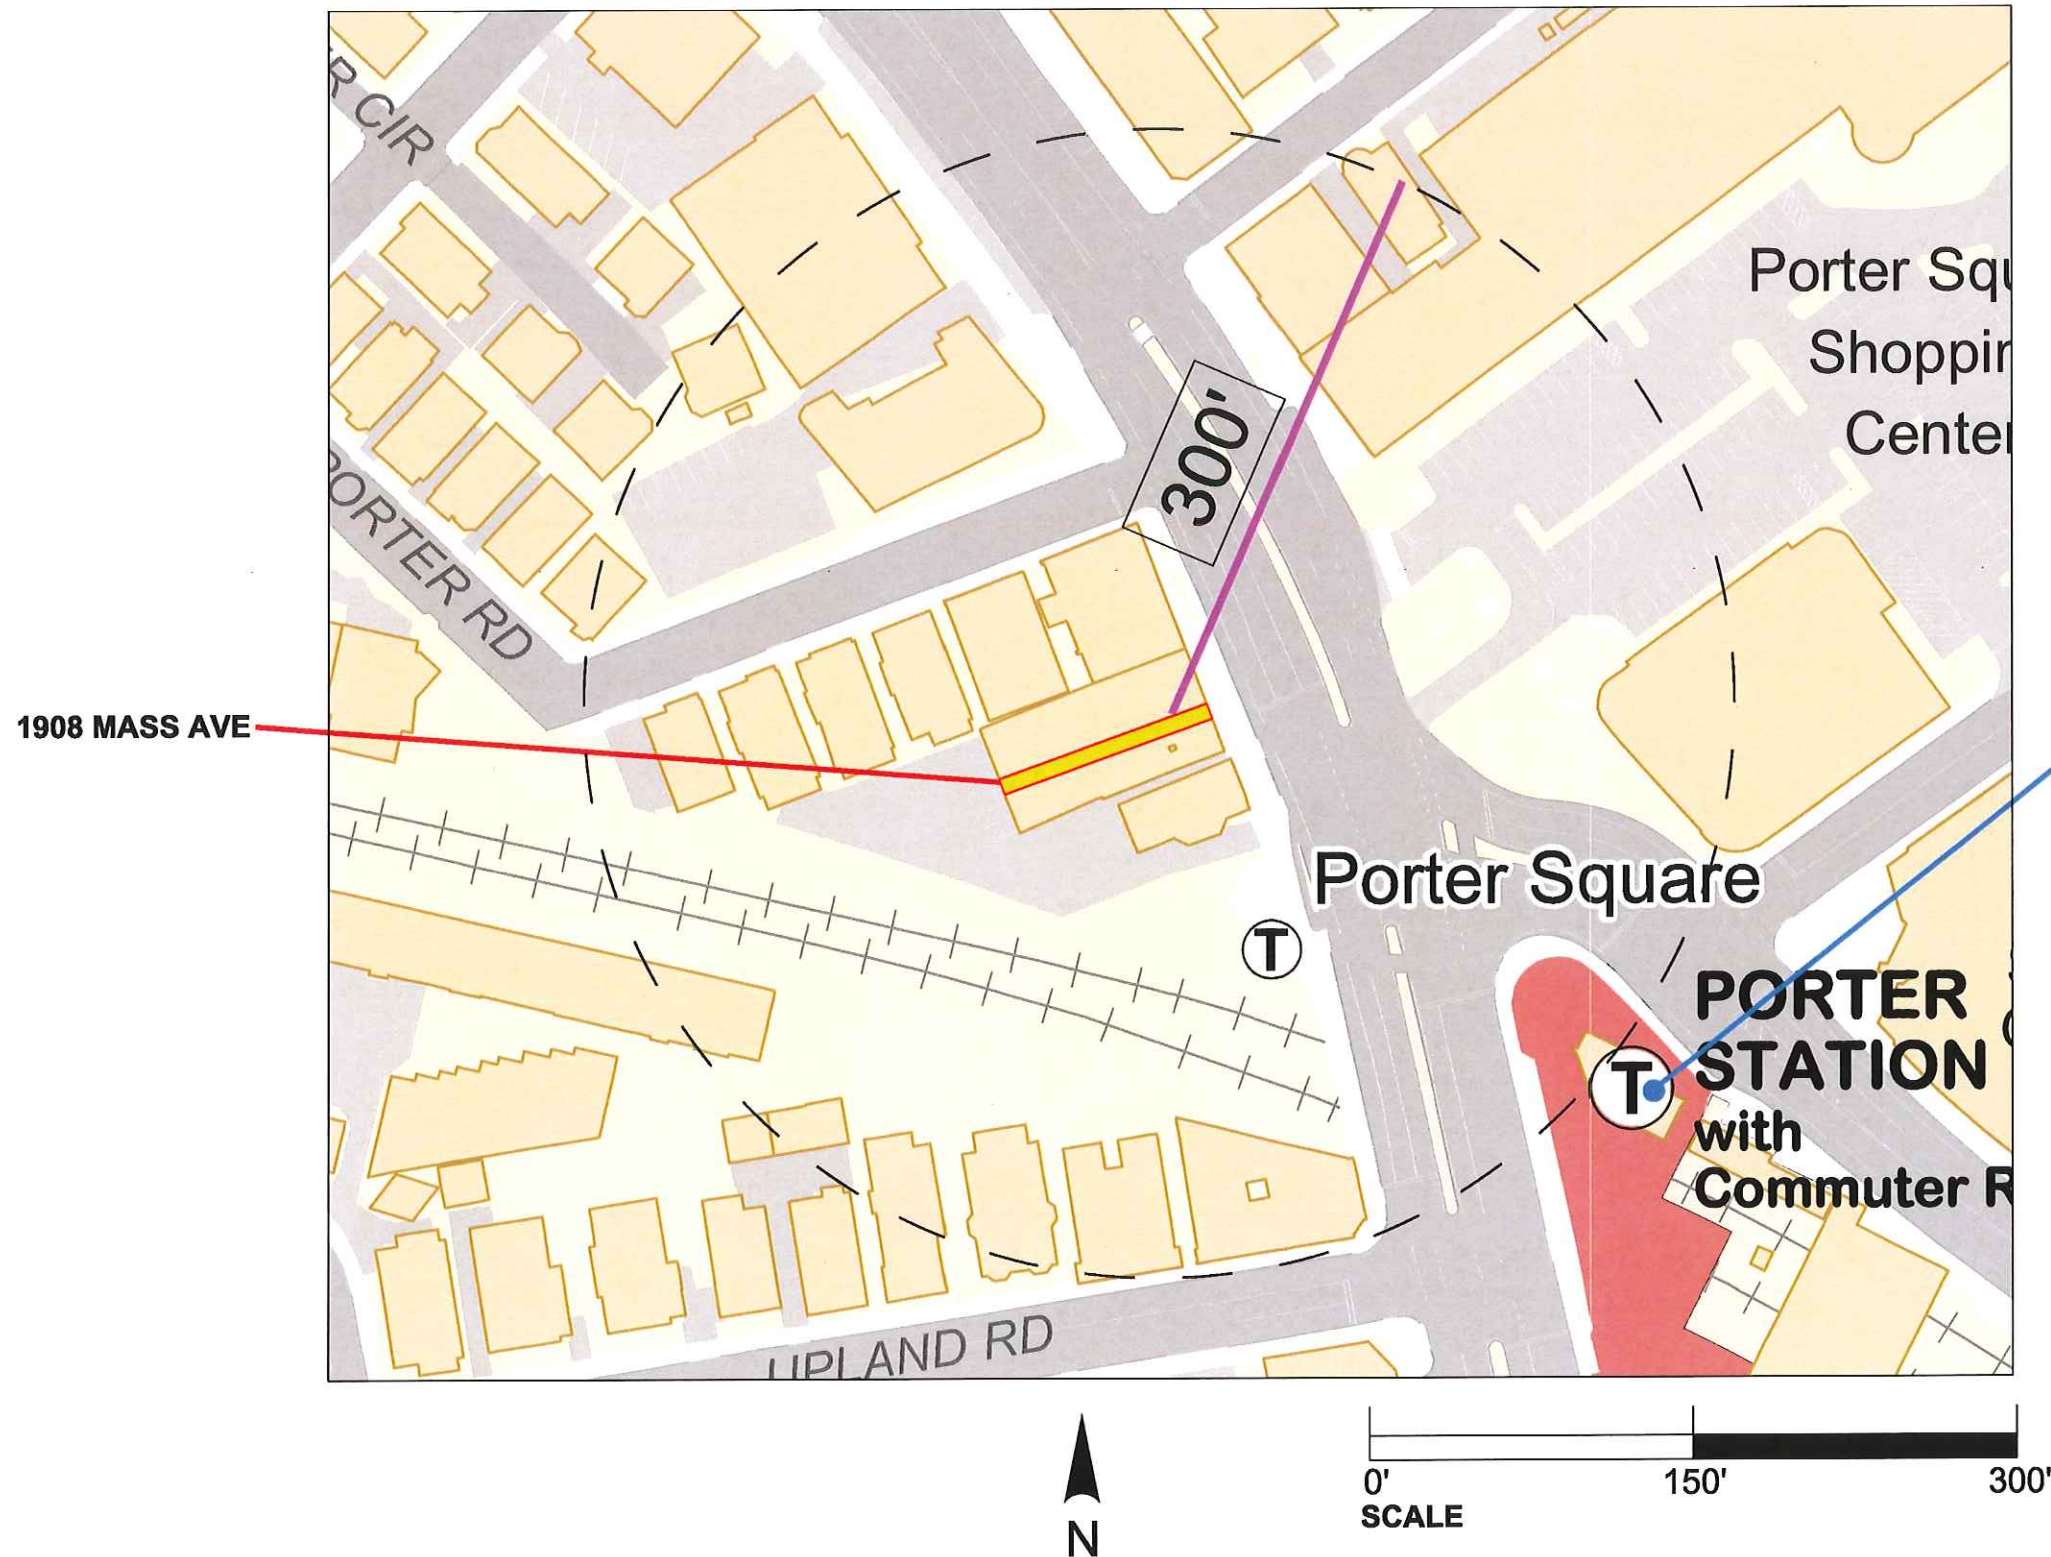 R CIR
Porter Squ
Shoppin
Center
300'
PORTER RD
1908 MASS AVE
Porter Square
T
PORTER
STATION
T
with
Commuter R
UPLAND RD
0'
150'
300'
SCALE
N